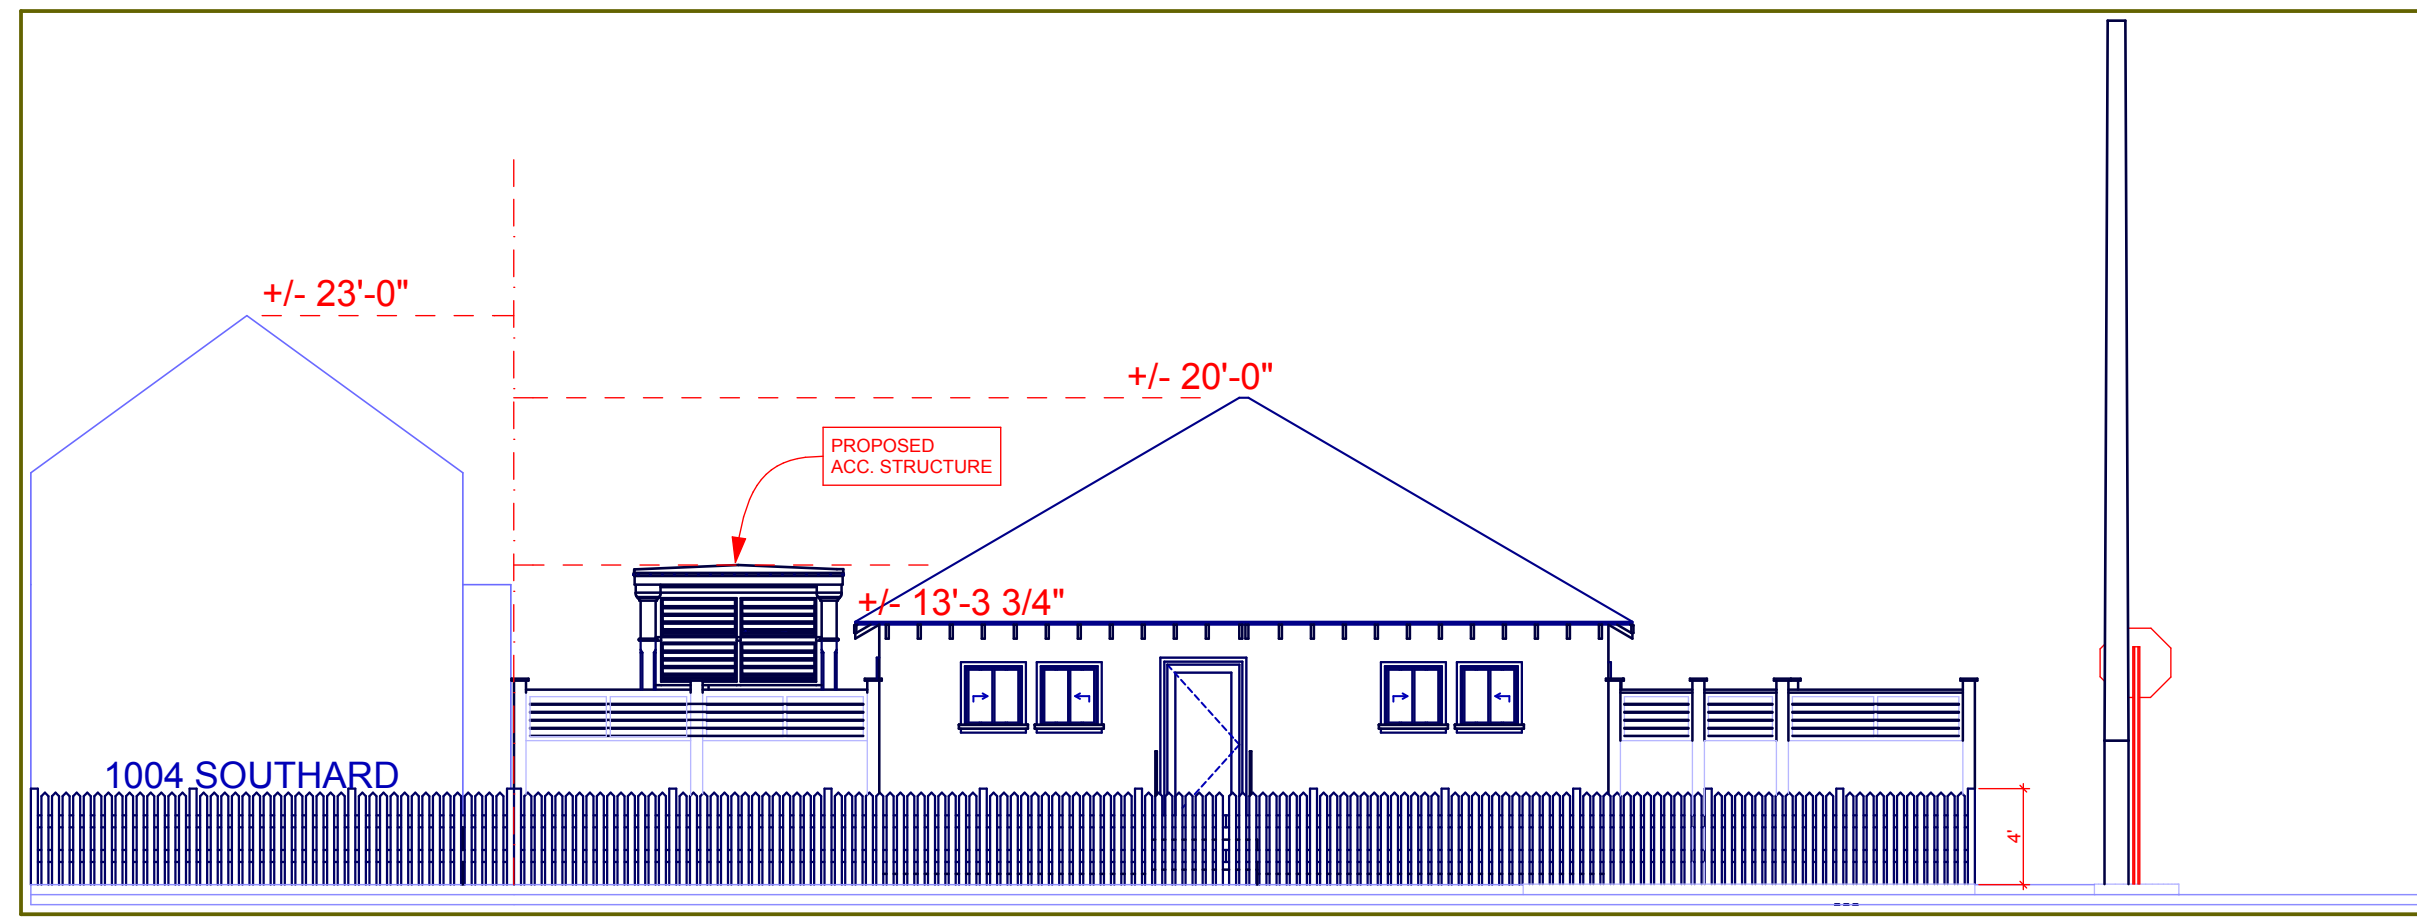 +/- 23'-0"
+/- 20'-0"
PROPOSED
ACC. STRUCTURE
+/- 13'-3 3/4"
1004 SOUTHARD
4'